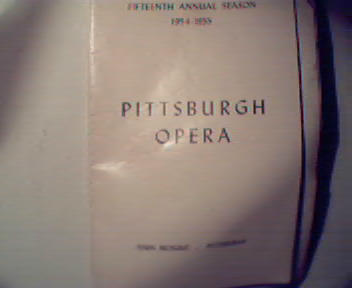 FIFTEENTH ANNUAL SEASON
1954-1955
PITTSBURGH
OPERA